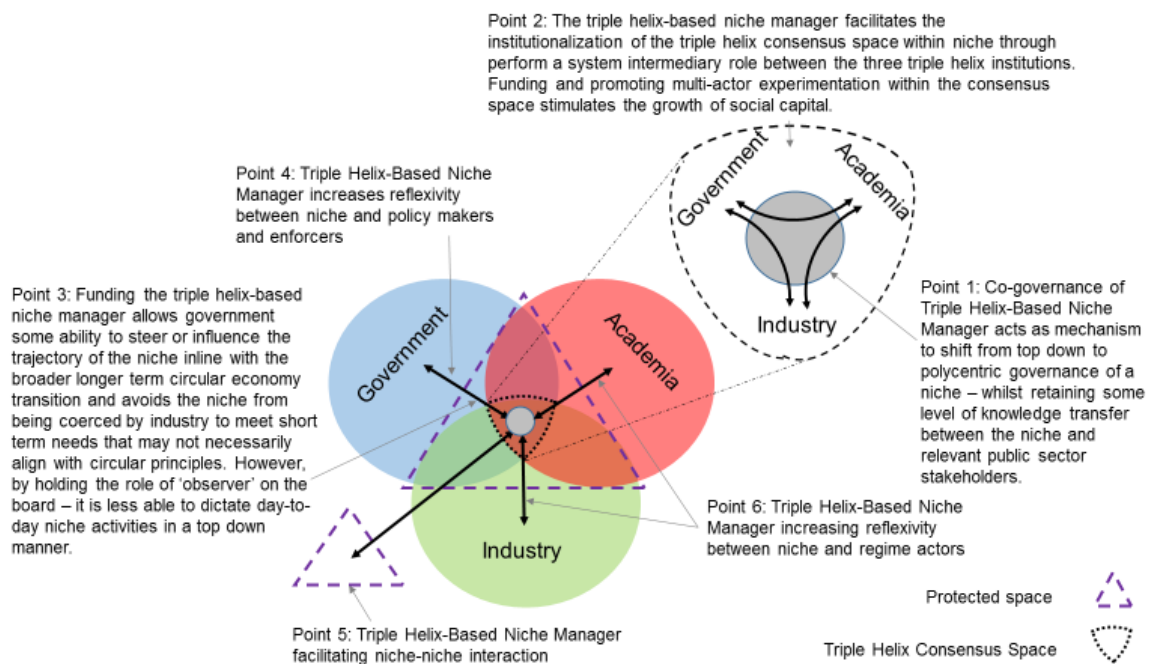 Point 2: The triple helix-based niche manager facilitates the
institutionalization of the triple helix consensus space within niche through
perform a system intermediary role between the three triple helix institutions.
Funding and promoting multi-actor experimentation within the consensus
space stimulates the growth of social capital.
Point 4: Triple Helix-Based Niche
Manager increases reflexivity
between niche and policy makers
and enforcers
Government
Academia
Industry
Point 1: Co-governance of
Triple Helix-Based Niche
Manager acts as mechanism
to shift from top down to
polycentric governance of a
niche – whilst retaining some
level of knowledge transfer
between the niche and
relevant public sector
stakeholders.
Point 3: Funding the triple helix-based
niche manager allows government
some ability to steer or influence the
trajectory of the niche inline with the
broader longer term circular economy
transition and avoids the niche from
being coerced by industry to meet short
term needs that may not necessarily
align with circular principles. However,
by holding the role of ‘observer’ on the
board – it is less able to dictate day-to-
day niche activities in a top down
manner.
Government
Academia
Industry
Point 6: Triple Helix-Based Niche
Manager increasing reflexivity
between niche and regime actors
Point 5: Triple Helix-Based Niche Manager
facilitating niche-niche interaction
Protected space
Triple Helix Consensus Space